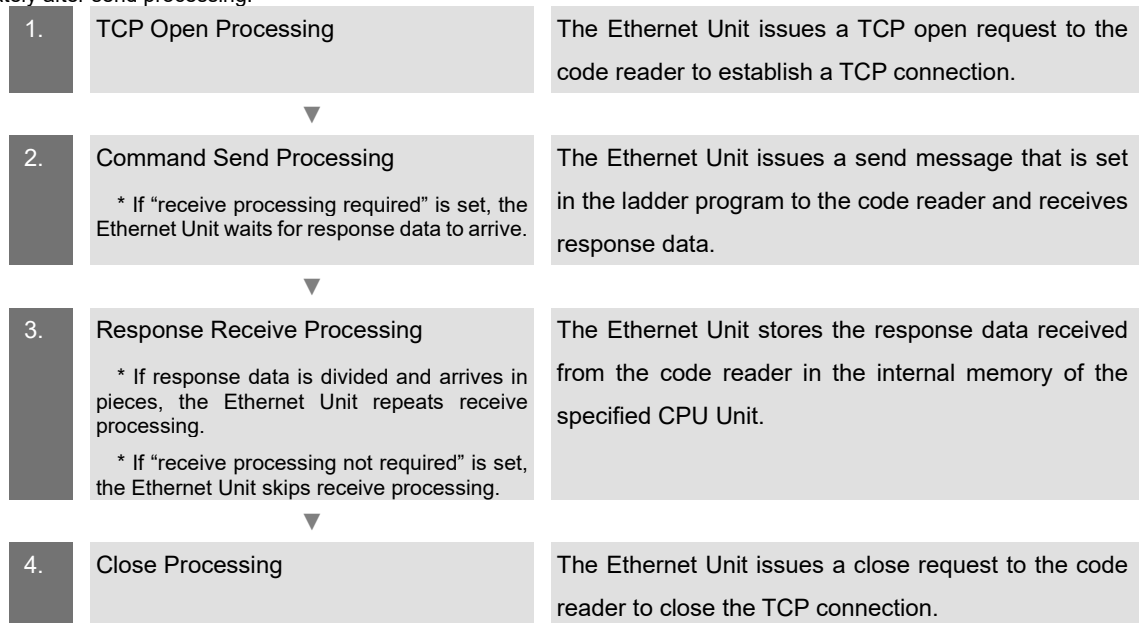 ately after send processing.
1. TCP Open Processing
The Ethernet Unit issues a TCP open request to the
code reader to establish a TCP connection.
▼
2. Command Send Processing
* If “receive processing required” is set, the
Ethernet Unit waits for response data to arrive.
The Ethernet Unit issues a send message that is set
in the ladder program to the code reader and receives
response data.
▼
3. Response Receive Processing
* If response data is divided and arrives in
pieces, the Ethernet Unit repeats receive
processing.
* If “receive processing not required” is set,
the Ethernet Unit skips receive processing.
The Ethernet Unit stores the response data received
from the code reader in the internal memory of the
specified CPU Unit.
▼
4. Close Processing
The Ethernet Unit issues a close request to the code
reader to close the TCP connection.